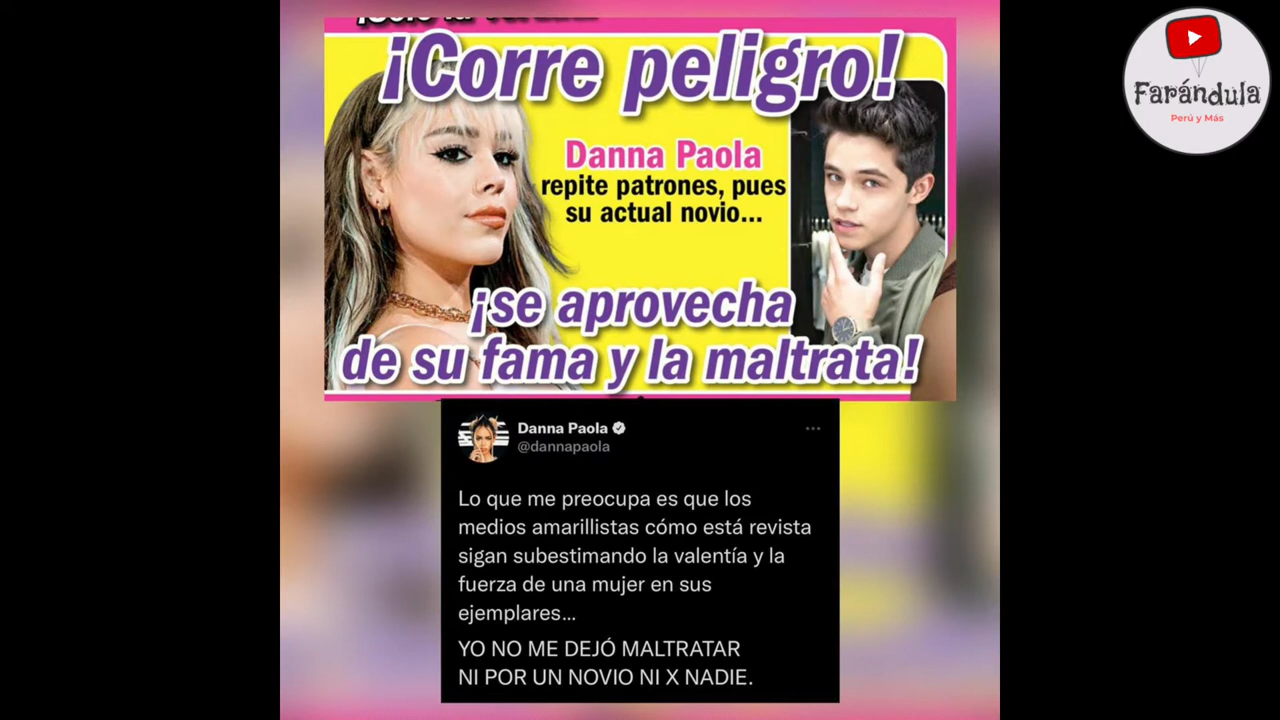 ¡Corre peligro!
Danna Paola
repite patrones, pues
su actual novio...
¡se aprovecha
de su fama y la maltrata!
Farándula
Perú y Más
Danna Paola
@dannapaola
Lo que me preocupa es que los
medios amarillistas cómo está revista
sigan subestimando la valentía y la
fuerza de una mujer en sus
ejemplares...
YO NO ME DEJÓ MALTRATAR
NI POR UN NOVIO NI X NADIE.